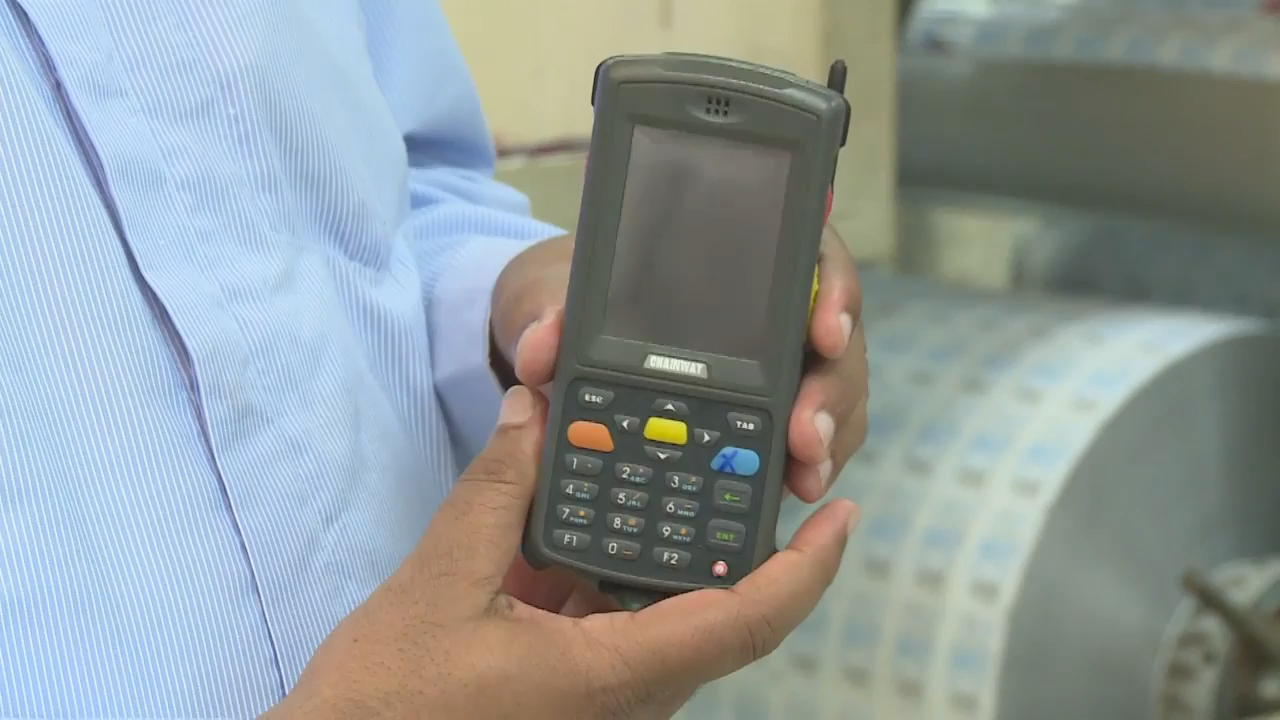 CHAINWAY
ESC
TAB
1 2 ABC 3 DEF
4 GHI 5 JKL 6 MNO
7 PQRS 8 TUV 9 WXYZ ENT
F1 0 F2